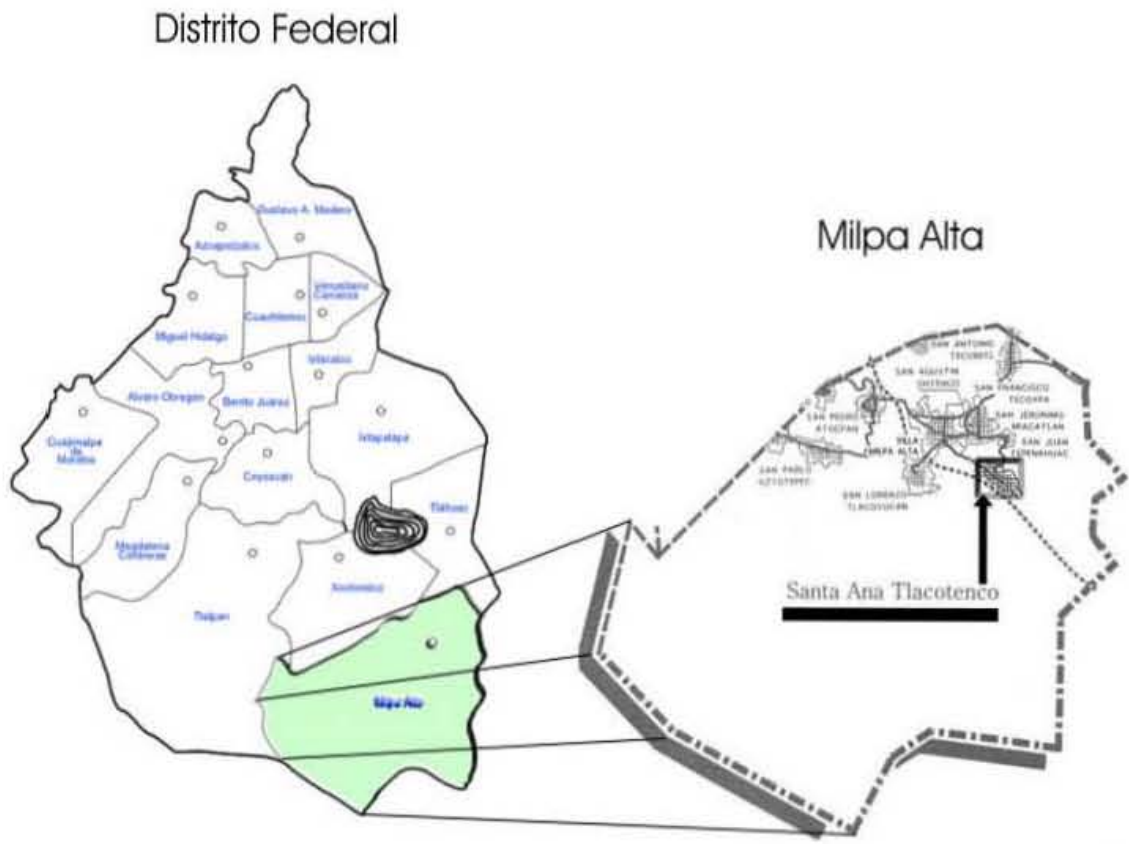 Distrito Federal
Gustavo A. Madero
Azcapotzalco
Venustiano
Carranza
Cuauhtémoc
Miguel Hidalgo
Iztacalco
Alvaro Obregon
Benito Juárez
Iztapalapa
Cuajimalpa
de
Morelos
Coyoacán
Tláhuac
Magdalena
Contreras
Xochimilco
Tlalpan
Milpa Alta
Milpa Alta
SAN ANTONIO
TECOMITL
SAN AGUSTIN
SAN FRANCISCO
TECOXPA
SAN PEDRO
ATOCPAN
SAN JERONIMO
MIACATLAN
VILLA
MILPA ALTA
SAN JUAN
TEPENAHUAC
SAN PABLO
OZTOTEPEC
SAN LORENZO
TLACOYUCAN
Santa Ana Tlacotenco